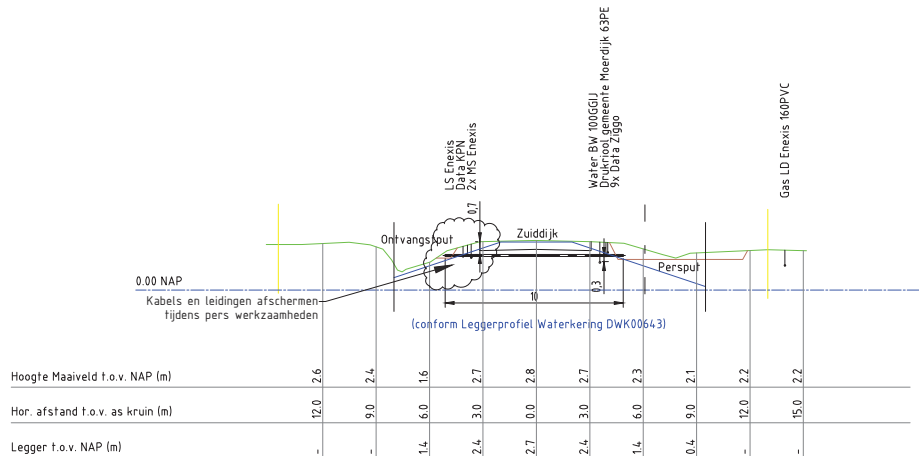 LS Enexis
Data KPN
2x MS Enexis
0,7
Water BW 100GGIJ
Drukriool gemeente Moerdijk 63PE
9x Data Ziggo
Gas LD Enexis 160PVC
Ontvangstput
Zuiddijk
Persput
0.00 NAP
Kabels en leidingen afschermen
tijdens pers werkzaamheden
10
0,3
(conform Leggerprofiel Waterkering DWK00643)
Hoogte Maaiveld t.o.v. NAP (m) 2.6 2.4 1.6 2.7 2.8 2.7 2.3 2.1 2.2 2.2
Hor. afstand t.o.v. as kruin (m) 12.0 9.0 6.0 3.0 0.0 3.0 6.0 9.0 12.0 15.0
Legger t.o.v. NAP (m) - - 1.4 2.4 2.7 2.4 1.4 0.4 - -